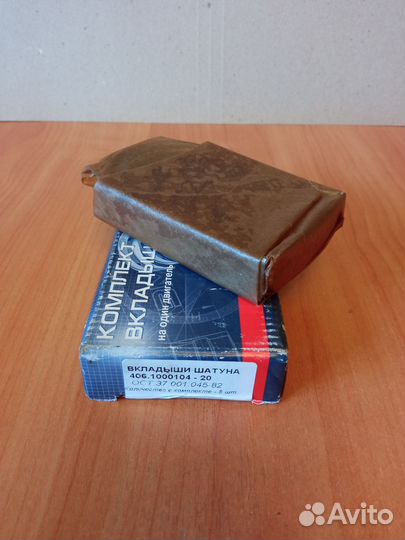 КОМПЛЕКТ
ВКЛАДЫШ
на один двигатель
ВКЛАДЫШИ ШАТУНА
406.1000104 - 20
ОСТ 37.001.045-82
Количество в комплекте - 8 шт.
Avito